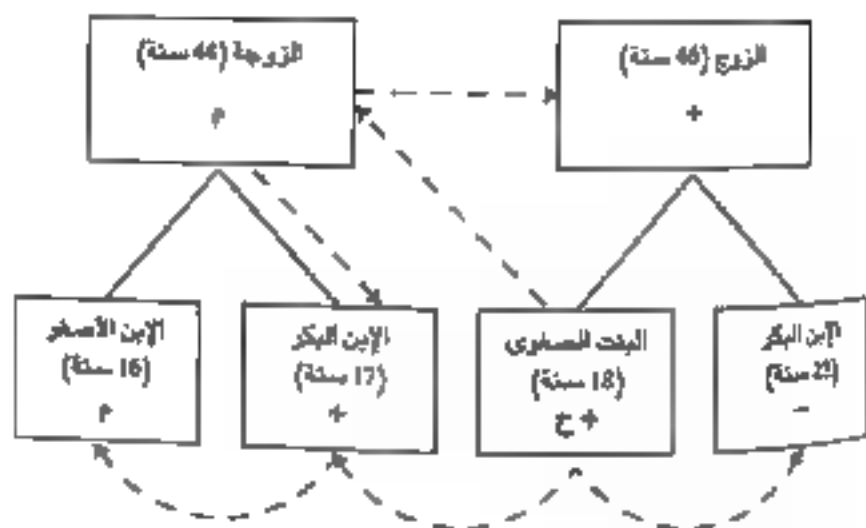 الزوج (46 سنة)
+
الزوجة (44 سنة)
م
الإبن البكر
(22 سنة)
–
البنت الصغرى
(18 سنة)
+ ح
الإبن البكر
(17 سنة)
+
الإبن الأصغر
(16 سنة)
م